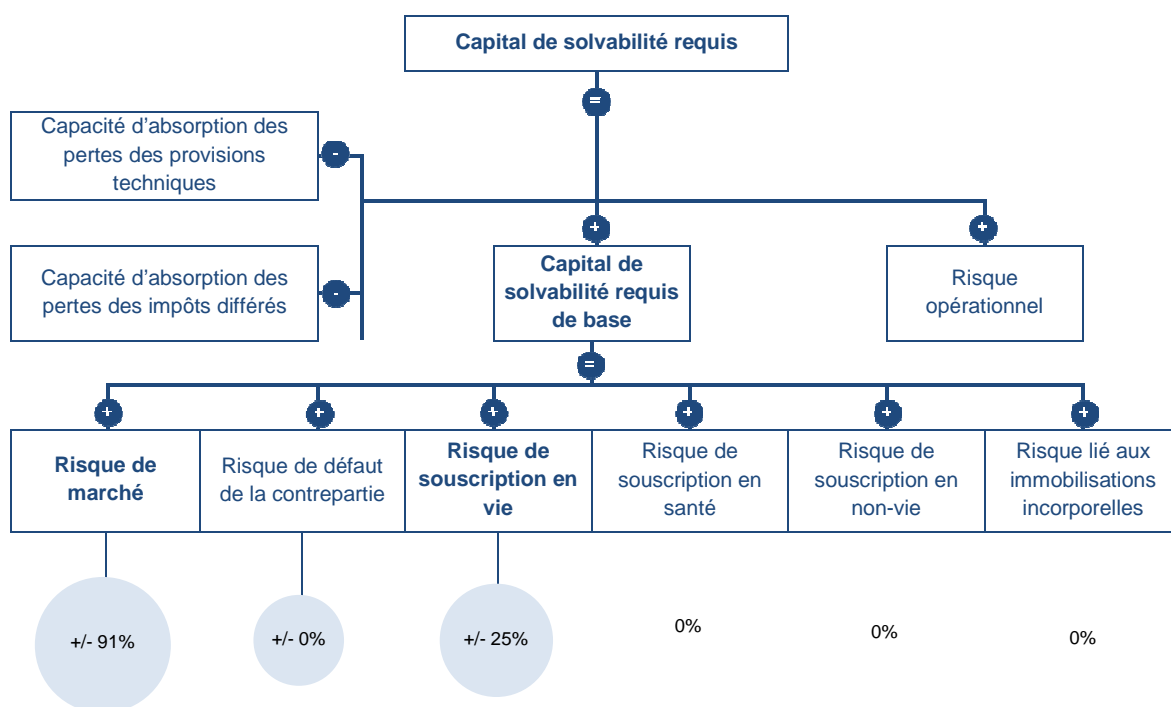 Capital de solvabilité requis
=
Capacité d'absorption des
pertes des provisions
techniques
-
+
+
Capacité d'absorption des
pertes des impôts différés
-
Capital de
solvabilité requis
de base
Risque
opérationnel
=
+
+
+
+
+
+
Risque de
marché
Risque de défaut
de la contrepartie
Risque de
souscription en
vie
Risque de
souscription en
santé
Risque de
souscription en
non-vie
Risque lié aux
immobilisations
incorporelles
+/- 91%
+/- 0%
+/- 25%
0%
0%
0%